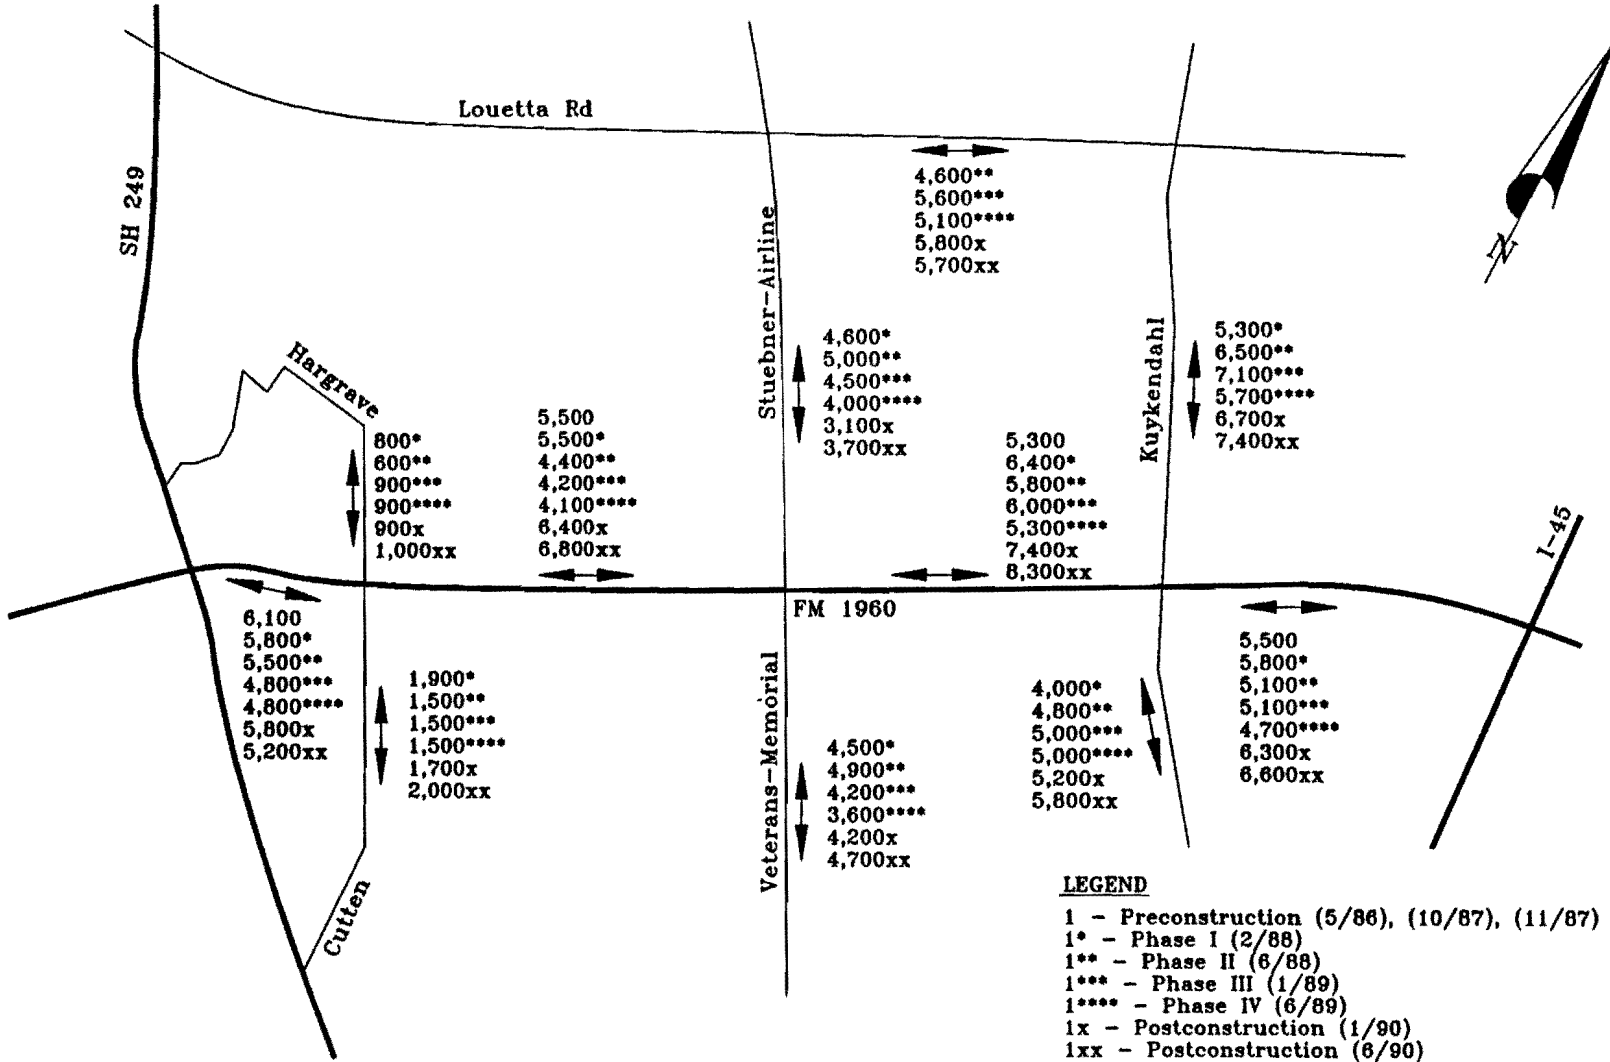 Louetta Rd
SH 249
4,600**
5,600***
5,100****
5,800x
5,700xx
N
Stuebner-Airline
4,600*
5,000**
4,500***
4,000****
3,100x
3,700xx
Kuykendahl
5,300*
6,500**
7,100***
5,700****
6,700x
7,400xx
Hargrave
800*
600**
900***
900****
900x
1,000xx
5,500
5,500*
4,400**
4,200***
4,100****
6,400x
6,800xx
5,300
6,400*
5,800**
6,000***
5,300****
7,400x
8,300xx
I-45
FM 1960
6,100
5,800*
5,500**
4,800***
4,800****
5,800x
5,200xx
1,900*
1,500**
1,500***
1,500****
1,700x
2,000xx
Veterans-Memorial
4,500*
4,900**
4,200***
3,600****
4,200x
4,700xx
4,000*
4,800**
5,000***
5,000****
5,200x
5,800xx
5,500
5,800*
5,100**
5,100***
4,700****
6,300x
6,600xx
Cutten
LEGEND
1 - Preconstruction (5/86), (10/87), (11/87)
1* - Phase I (2/88)
1** - Phase II (6/88)
1*** - Phase III (1/89)
1**** - Phase IV (6/89)
1x - Postconstruction (1/90)
1xx - Postconstruction (6/90)